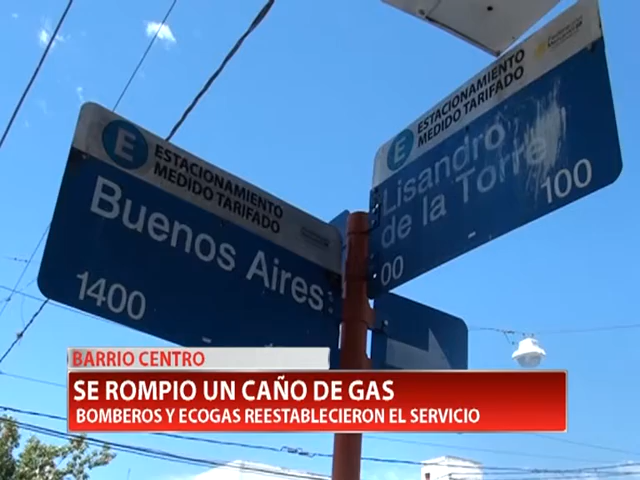 E ESTACIONAMIENTO
MEDIDO TARIFADO
Buenos Aires
1400
E ESTACIONAMIENTO
MEDIDO TARIFADO
Lisandro
de la Torre
00 100
BARRIO CENTRO
SE ROMPIO UN CAÑO DE GAS
BOMBEROS Y ECOGAS REESTABLECIERON EL SERVICIO